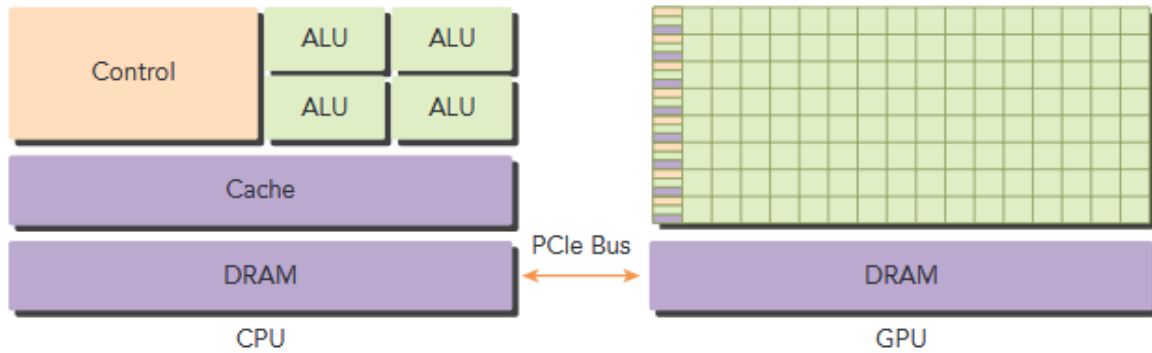 Control
ALU ALU
ALU ALU
Cache
DRAM
CPU
PCIe Bus
DRAM
GPU